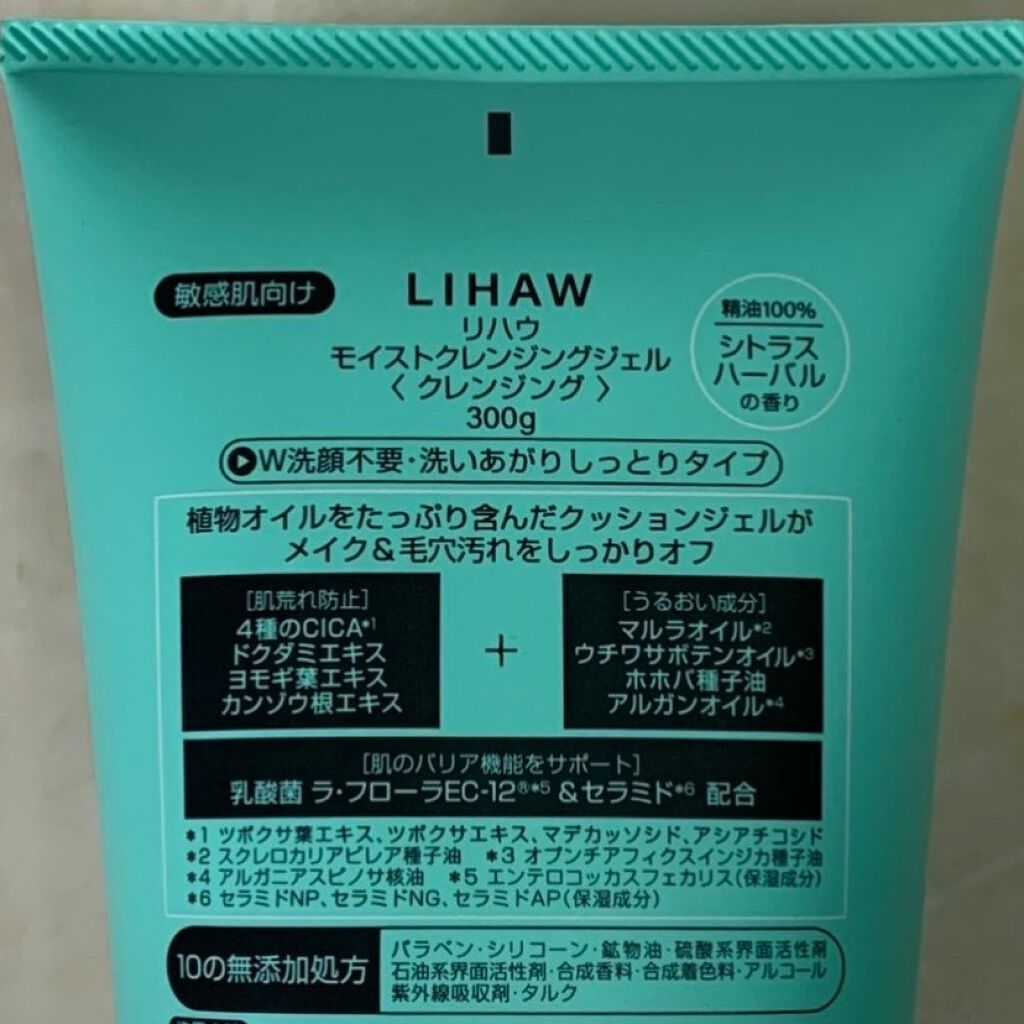 敏感肌向け
LIHAW
リハウ
モイストクレンジングジェル
〈 クレンジング 〉
300g
精油100%
シトラス
ハーバル
の香り
W洗顔不要・洗いあがりしっとりタイプ
植物オイルをたっぷり含んだクッションジェルが
メイク&毛穴汚れをしっかりオフ
[肌荒れ防止]
4種のCICA*1
ドクダミエキス
ヨモギ葉エキス
カンゾウ根エキス
+
[うるおい成分]
マルラオイル*2
ウチワサボテンオイル*3
ホホバ種子油
アルガンオイル*4
[肌のバリア機能をサポート]
乳酸菌 ラ・フローラEC-12®*5 &セラミド*6 配合
*1 ツボクサ葉エキス、ツボクサエキス、マデカッソシド、アシアチコシド
*2 スクレロカリアビレア種子油 *3 オプンチアフィクスインジカ種子油
*4 アルガニアスピノサ核油 *5 エンテロコッカスフェカリス(保湿成分)
*6 セラミドNP、セラミドNG、セラミドAP(保湿成分)
10の無添加処方
パラベン・シリコーン・鉱物油・硫酸系界面活性剤
石油系界面活性剤・合成香料・合成着色料・アルコール
紫外線吸収剤・タルク